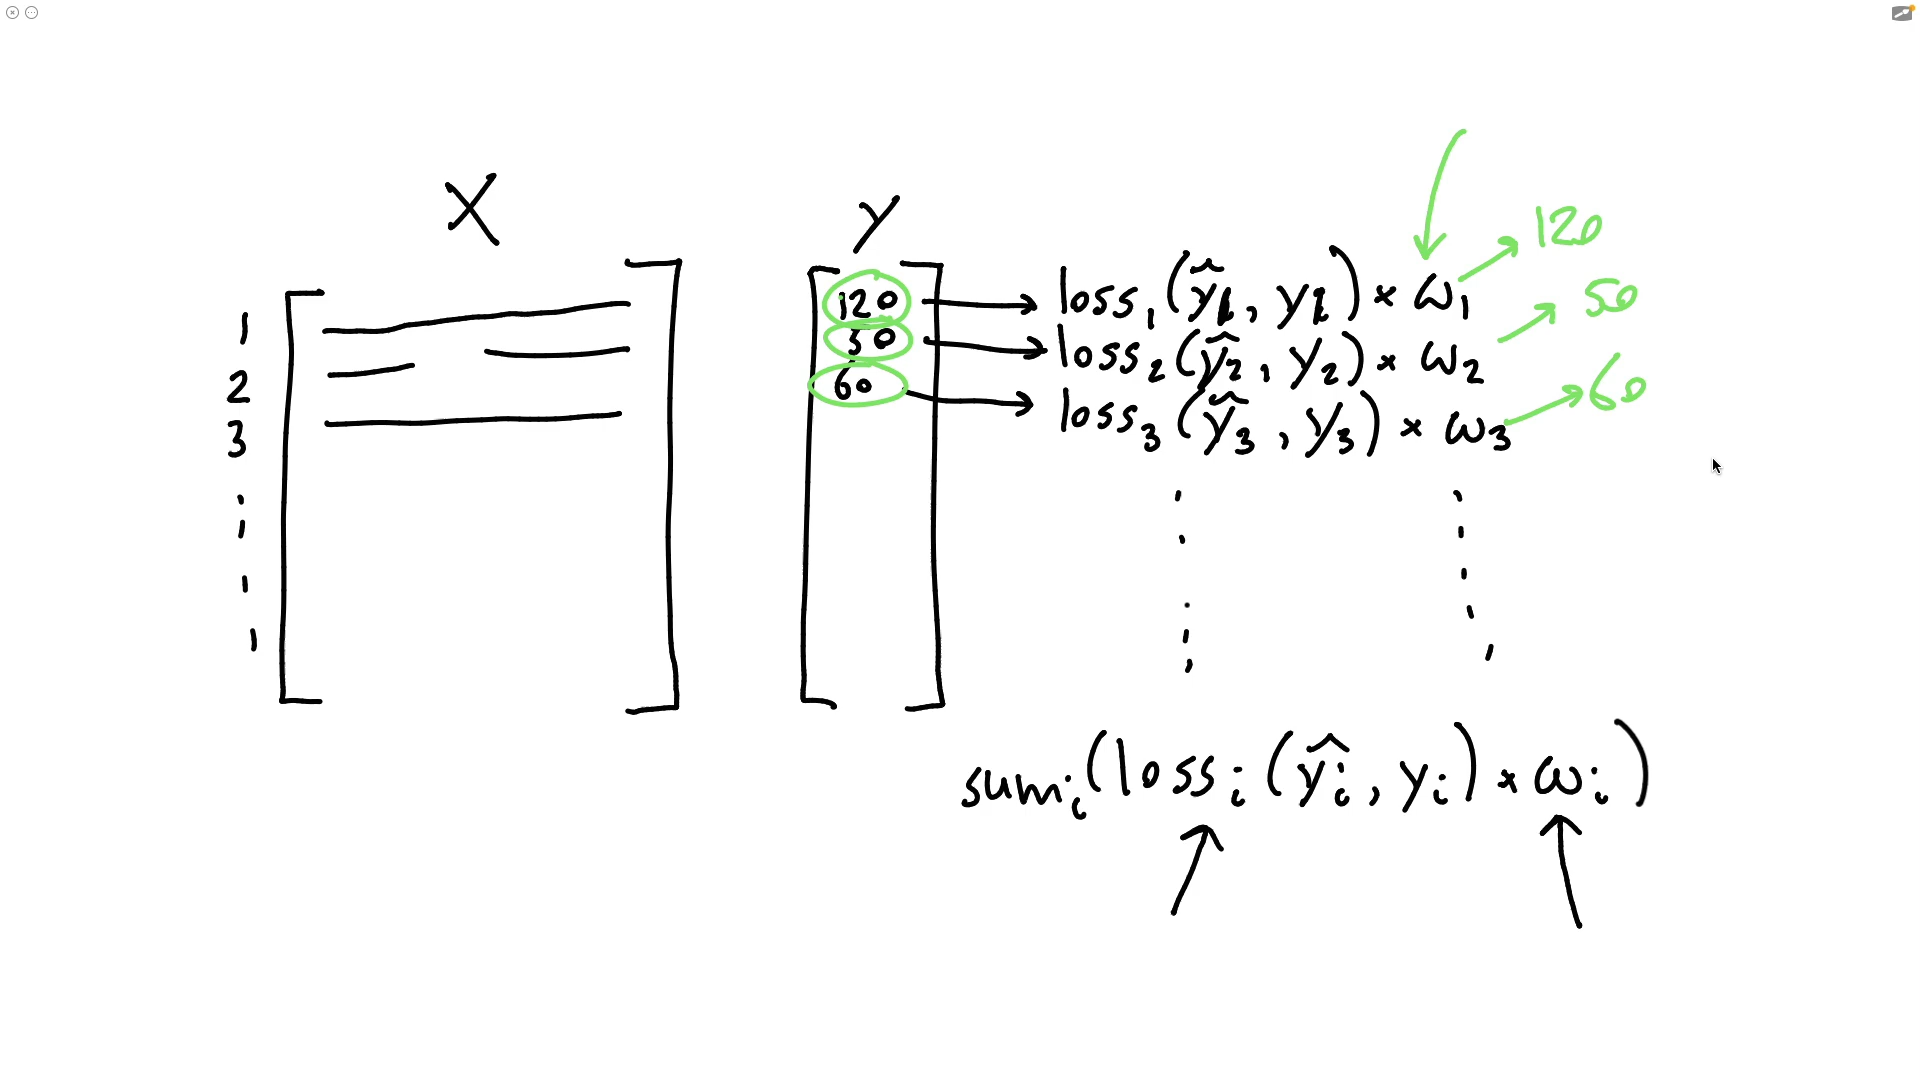 X
y
1
2
3
120
50
60
loss₁(ŷ₁, y₁) × ω₁
120
loss₂(ŷ₂, y₂) × ω₂
50
loss₃(ŷ₃, y₃) × ω₃
60
sumᵢ(lossᵢ(ŷᵢ, yᵢ) × ωᵢ)